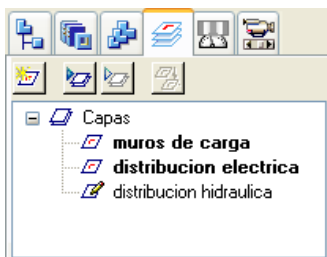 Capas
muros de carga
distribucion electrica
distribucion hidraulica